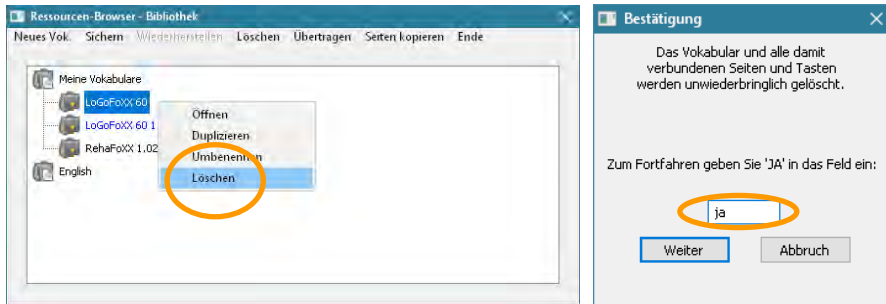 Ressourcen-Browser - Bibliothek
Neues Vok. Sichern Wiederherstellen Löschen Übertragen Seiten kopieren Ende
Meine Vokabulare
LoGoFoXX 60
LoGoFoXX 60 1
RehaFoXX 1.02
English
Öffnen
Duplizieren
Umbenennen
Löschen
Bestätigung
Das Vokabular und alle damit
verbundenen Seiten und Tasten
werden unwiederbringlich gelöscht.
Zum Fortfahren geben Sie 'JA' in das Feld ein:
ja
Weiter Abbruch